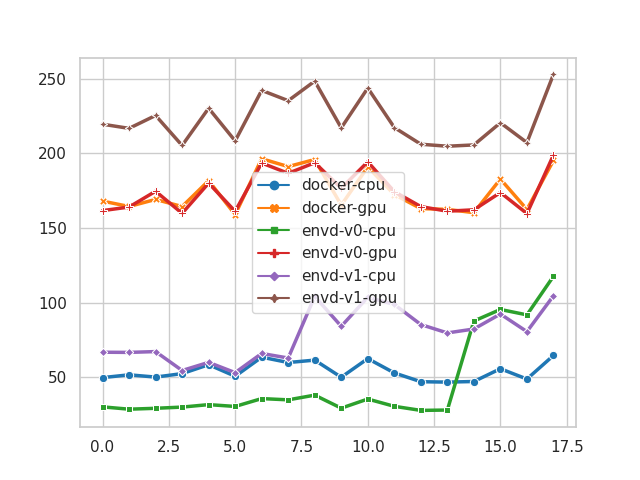 250
200
150
100
50
docker-cpu
docker-gpu
envd-v0-cpu
envd-v0-gpu
envd-v1-cpu
envd-v1-gpu
0.0 2.5 5.0 7.5 10.0 12.5 15.0 17.5